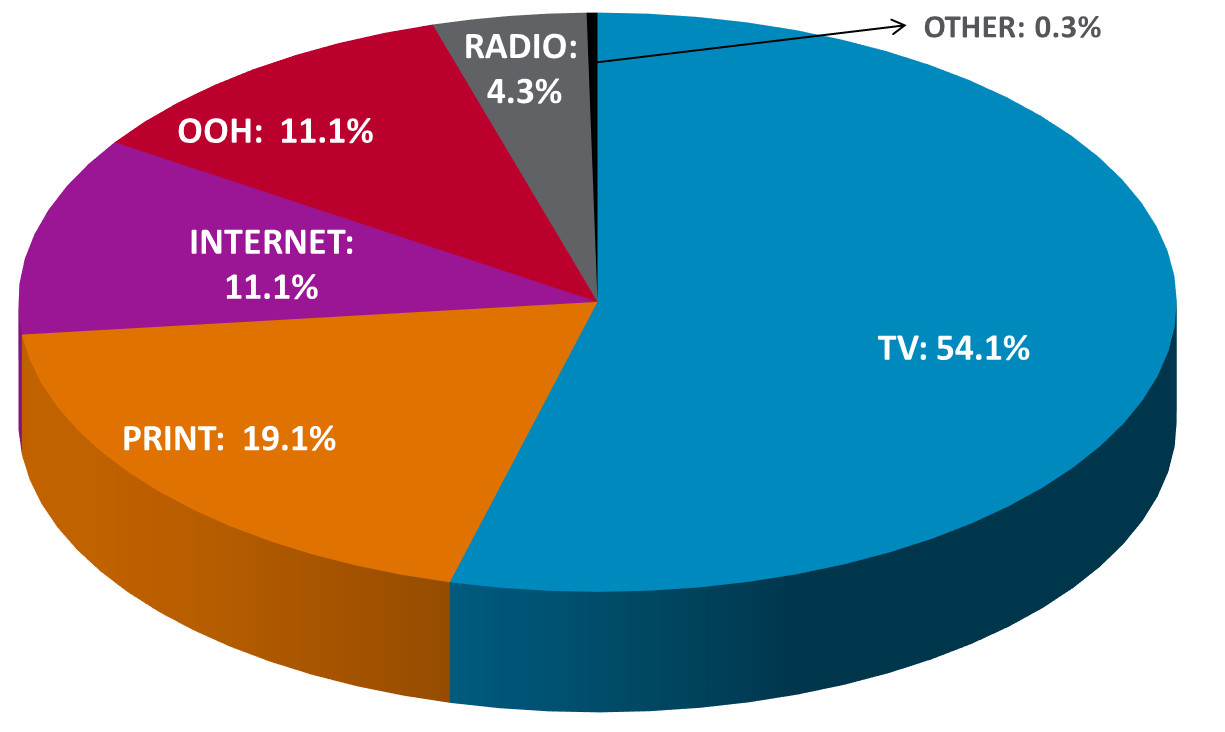 OTHER: 0.3%
RADIO:
4.3%
OOH:  11.1%
INTERNET:
11.1%
TV: 54.1%
PRINT:  19.1%